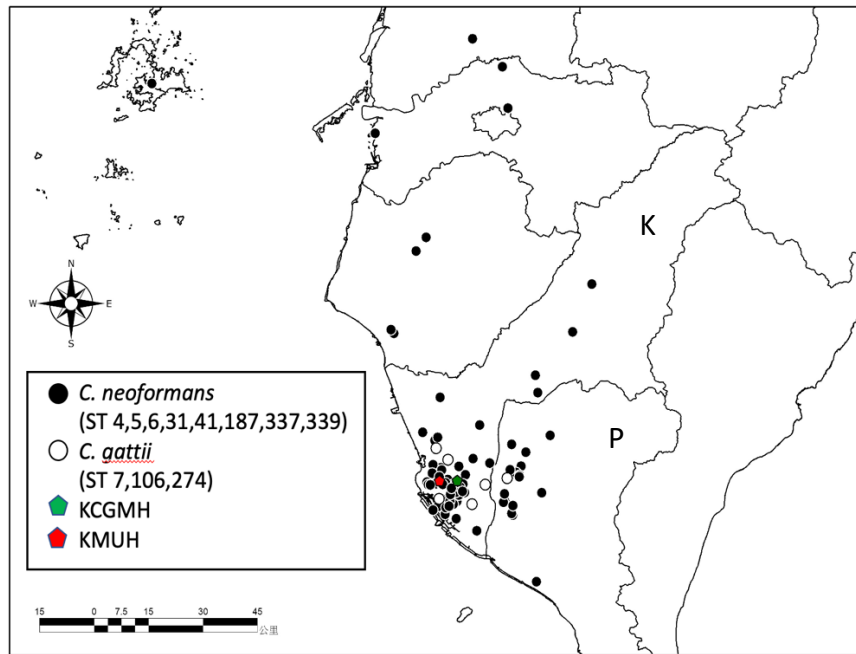 K
N
W E
S
C. neoformans
(ST 4,5,6,31,41,187,337,339)
P
C. gattii
(ST 7,106,274)
KCGMH
KMUH
15 0 7.5 15 30 45
公里